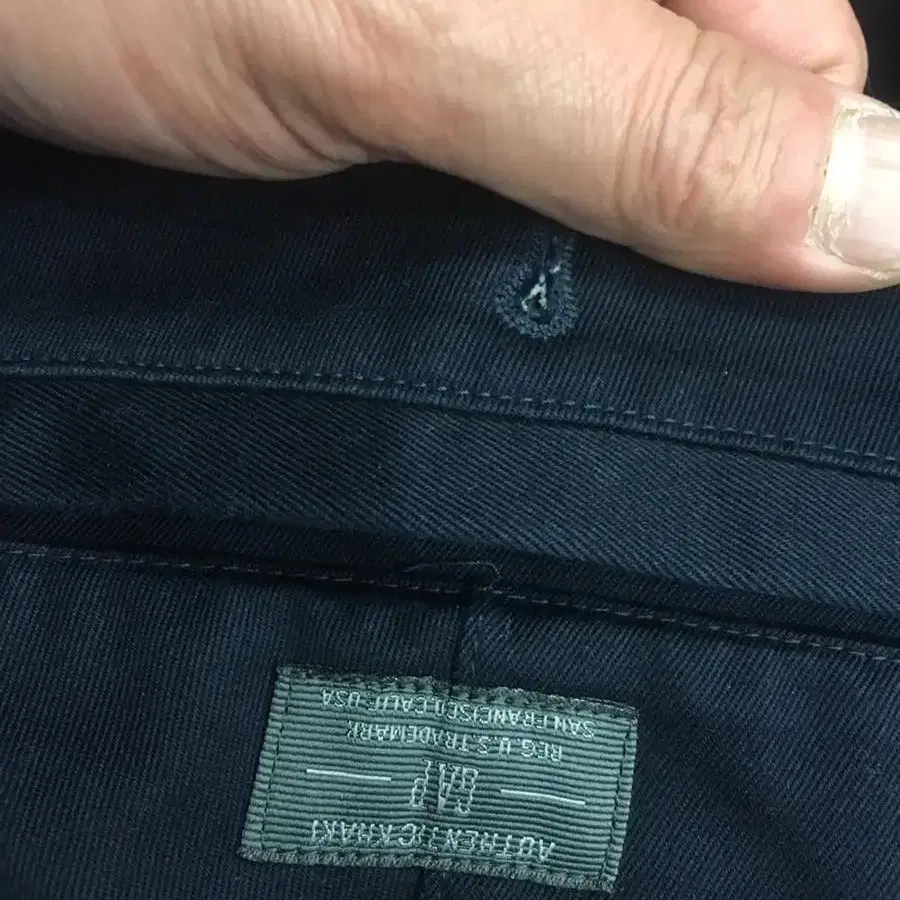 AUTHENTIC KHAKI
GAP
REG U.S. TRADEMARK
SAN FRANCISCO, CALIF. USA